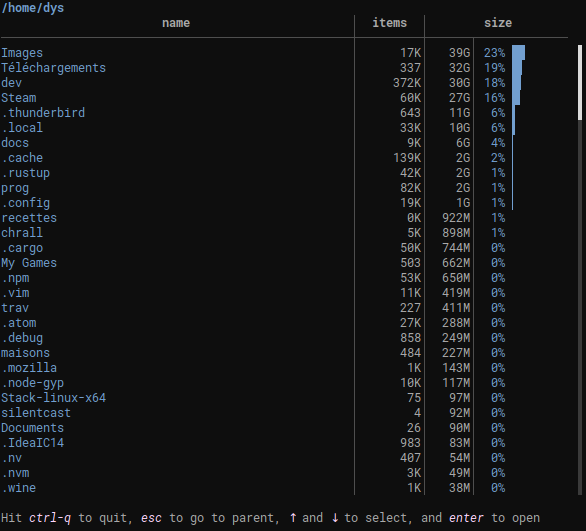 /home/dys
name items size
Images 17K 39G 23%
Téléchargements 337 32G 19%
dev 372K 30G 18%
Steam 60K 27G 16%
.thunderbird 643 11G 6%
.local 33K 10G 6%
docs 9K 6G 4%
.cache 139K 2G 2%
.rustup 42K 2G 1%
prog 82K 2G 1%
.config 19K 1G 1%
recettes 0K 922M 1%
chrall 5K 898M 1%
.cargo 50K 744M 0%
My Games 503 662M 0%
.npm 53K 650M 0%
.vim 11K 419M 0%
trav 227 411M 0%
.atom 27K 288M 0%
.debug 858 249M 0%
maisons 484 227M 0%
.mozilla 1K 143M 0%
.node-gyp 10K 117M 0%
Stack-linux-x64 75 97M 0%
silentcast 4 92M 0%
Documents 26 90M 0%
.IdeaIC14 983 83M 0%
.nv 407 54M 0%
.nvm 3K 49M 0%
.wine 1K 38M 0%
Hit ctrl-q to quit, esc to go to parent, ↑ and ↓ to select, and enter to open